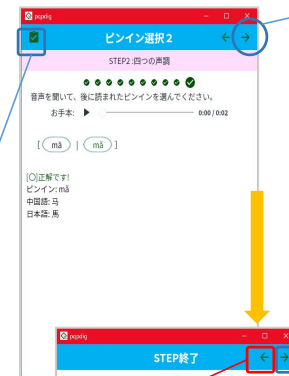 pqpdig
ピンイン選択２
STEP2:四つの声調
音声を聞いて、後に読まれたピンインを選んでください。
お手本: 0:00 / 0:02
[ mā | mǎ ]
[〇]正解です!
ピンイン: mǎ
中国語: 马
日本語: 馬
pqpdig
STEP終了